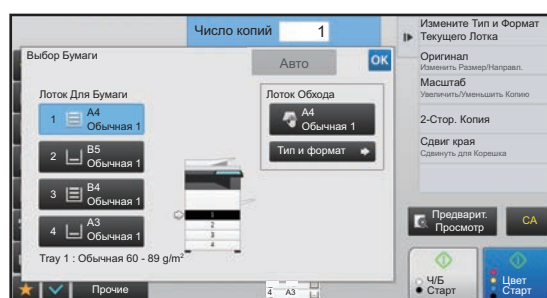 Число копий 1
Выбор Бумаги
Авто
OK
Лоток Для Бумаги
1 A4
Обычная 1
2 B5
Обычная 1
3 B4
Обычная 1
4 A3
Обычная 1
Tray 1 : Обычная 60 - 89 g/m²
Лоток Обхода
A4
Обычная 1
Тип и формат
1
2
3
4
Прочие
4 A3
Измените Тип и Формат
Текущего Лотка
Оригинал
Изменить Размер/Направл.
Масштаб
Увеличить/Уменьшить Копию
2-Стор. Копия
Сдвиг края
Сдвинуть для Корешка
Предварит.
Просмотр
CA
Ч/Б
Старт
Цвет
Старт